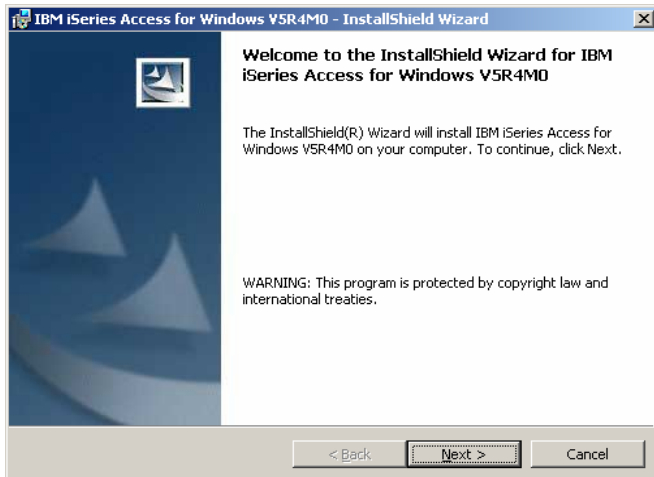 IBM iSeries Access for Windows V5R4M0 - InstallShield Wizard
Welcome to the InstallShield Wizard for IBM
iSeries Access for Windows V5R4M0
The InstallShield(R) Wizard will install IBM iSeries Access for
Windows V5R4M0 on your computer. To continue, click Next.
WARNING: This program is protected by copyright law and
international treaties.
< Back
Next >
Cancel